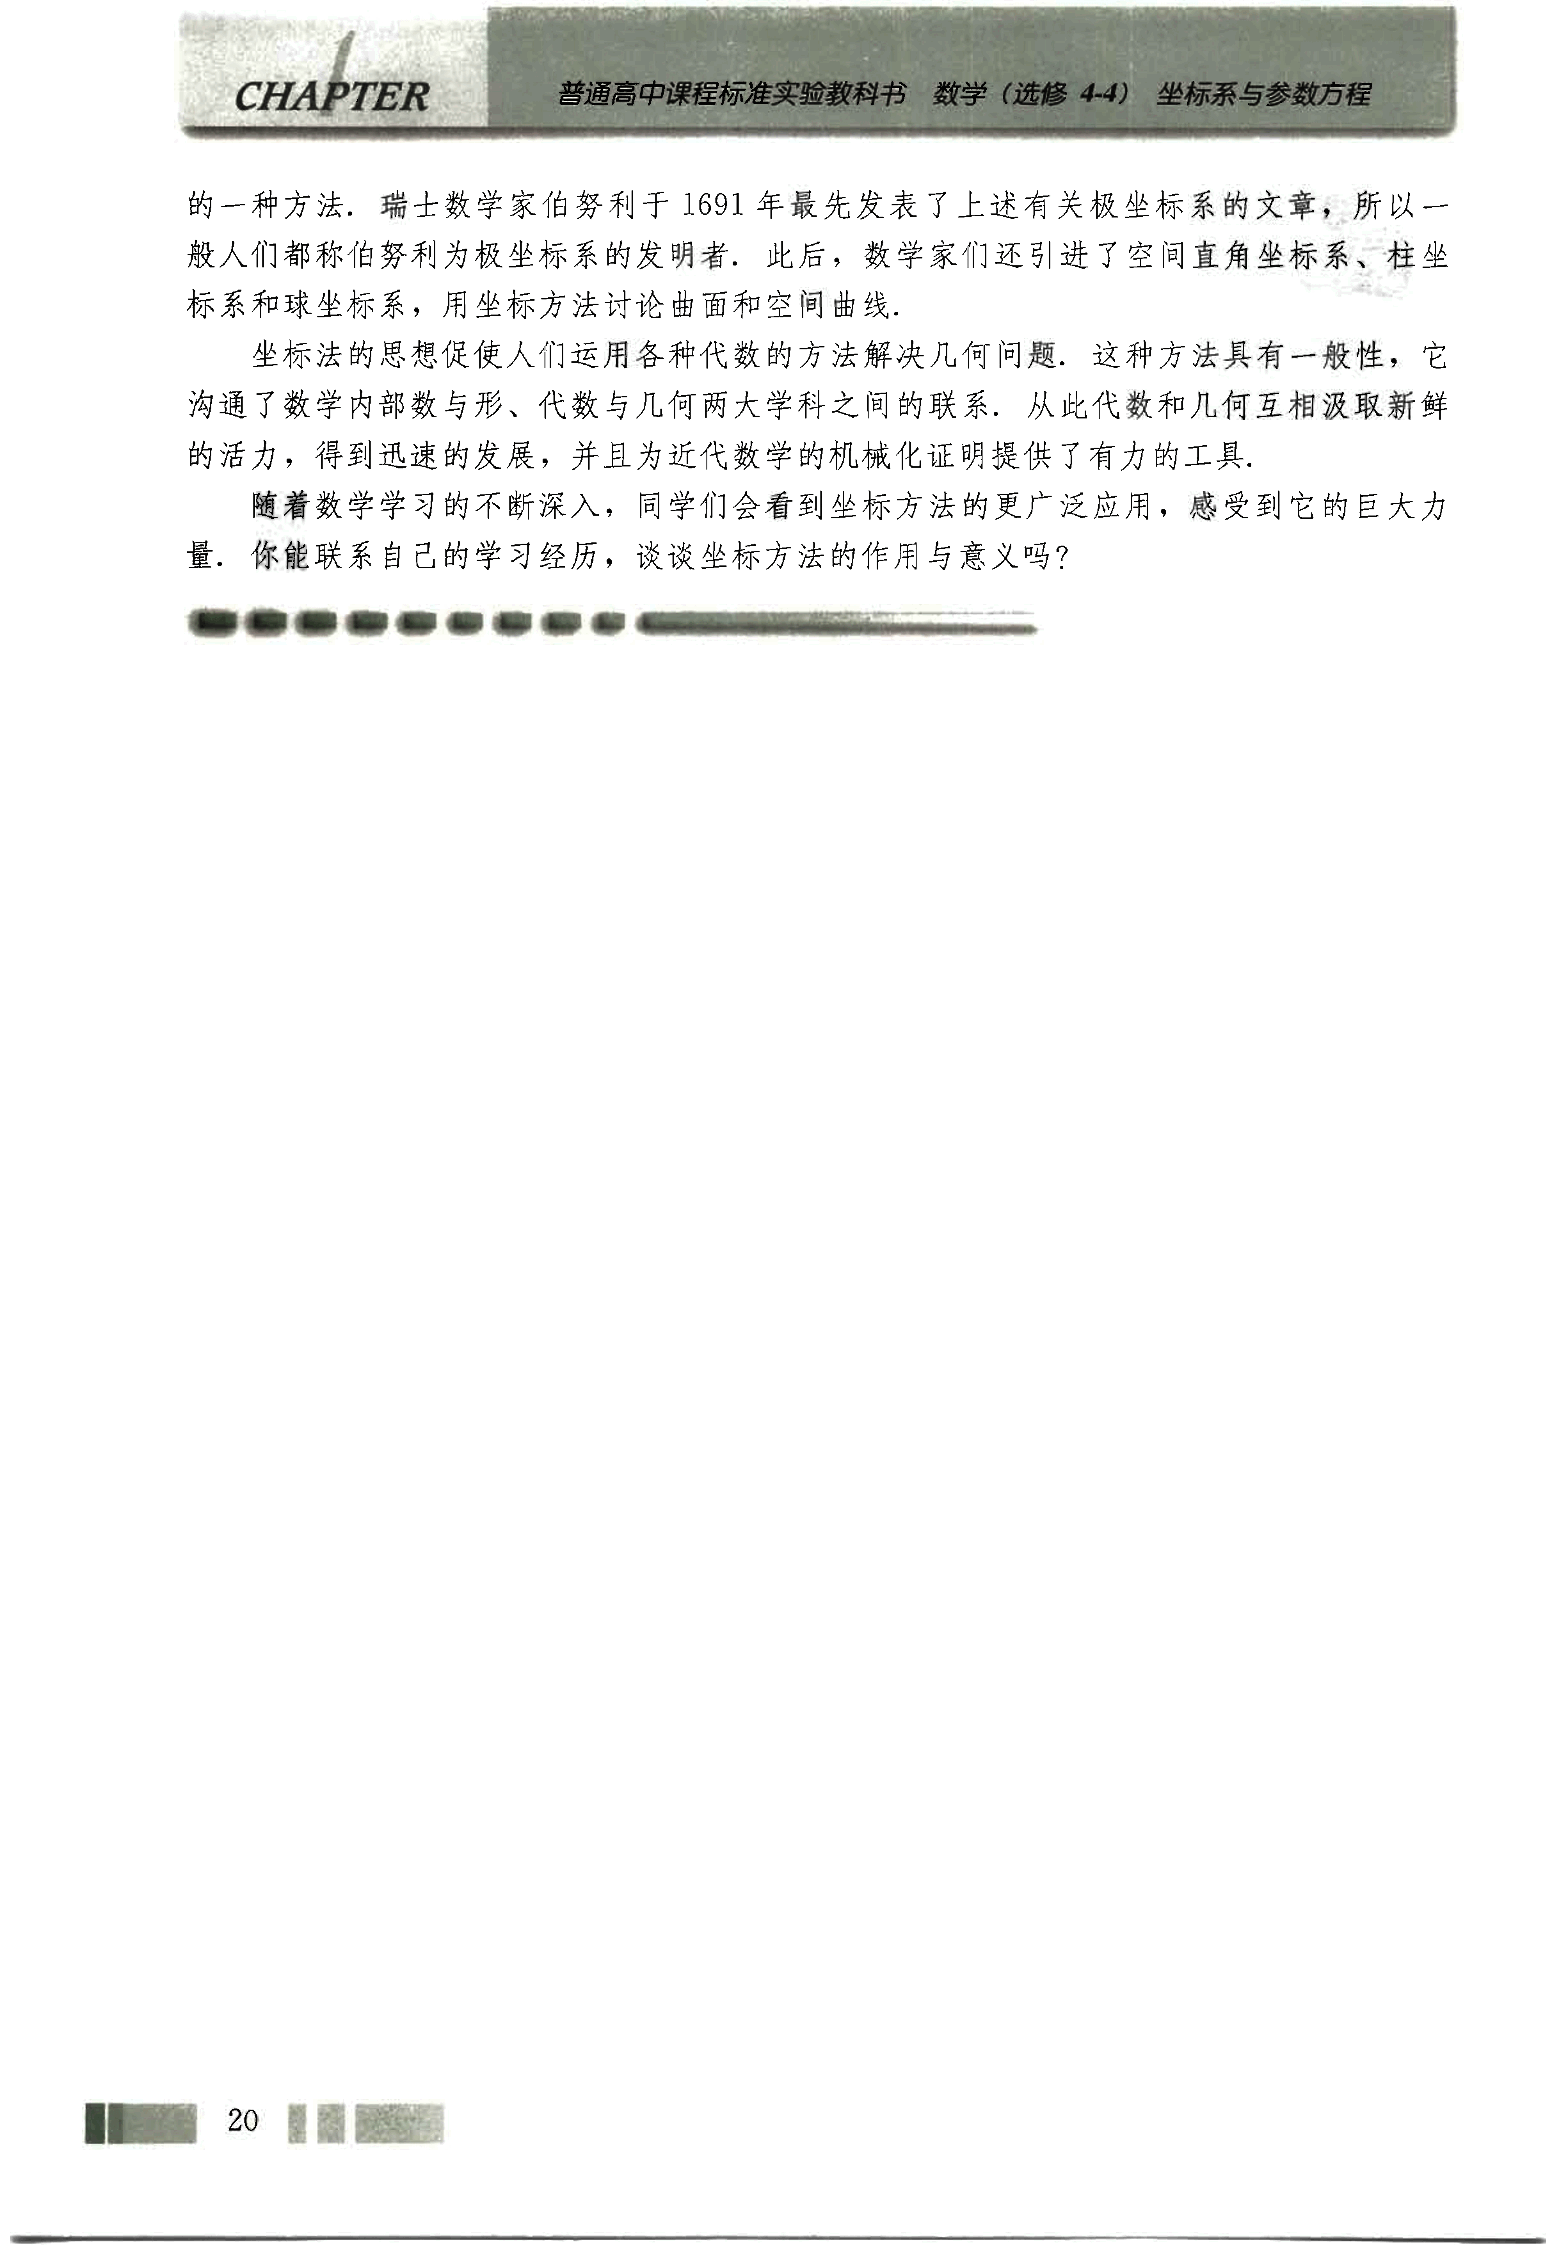 1
CHAPTER
普通高中课程标准实验教科书 数学（选修 4-4） 坐标系与参数方程
的一种方法．瑞士数学家伯努利于 1691 年最先发表了上述有关极坐标系的文章，所以一
般人们都称伯努利为极坐标系的发明者．此后，数学家们还引进了空间直角坐标系、柱坐
标系和球坐标系，用坐标方法讨论曲面和空间曲线．
坐标法的思想促使人们运用各种代数的方法解决几何问题．这种方法具有一般性，它
沟通了数学内部数与形、代数与几何两大学科之间的联系．从此代数和几何互相汲取新鲜
的活力，得到迅速的发展，并且为近代数学的机械化证明提供了有力的工具．
随着数学学习的不断深入，同学们会看到坐标方法的更广泛应用，感受到它的巨大力
量．你能联系自己的学习经历，谈谈坐标方法的作用与意义吗？
20